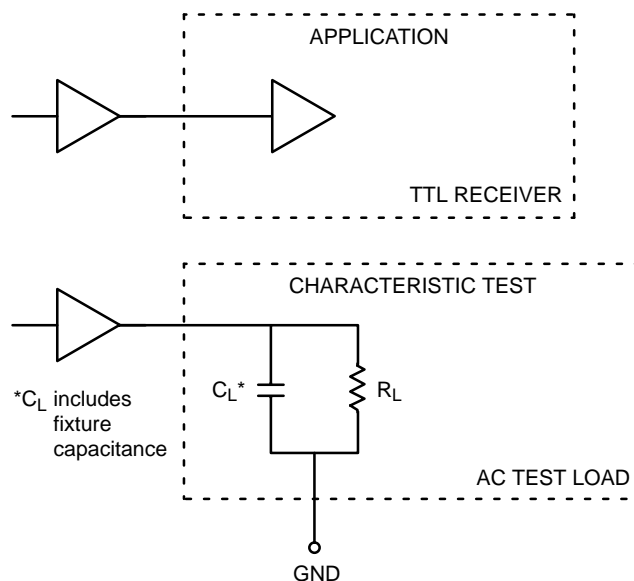 APPLICATION
TTL RECEIVER
CHARACTERISTIC TEST
*CL includes
fixture
capacitance
CL*
RL
AC TEST LOAD
GND